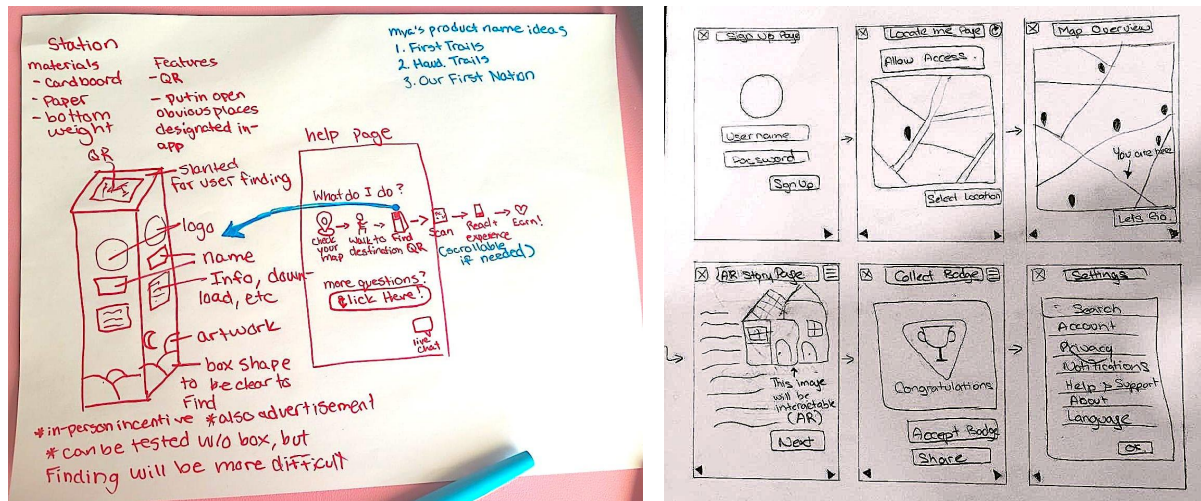 Station
materials
- Cardboard
- Paper
- bottom
weight
Features
- QR
- Put in open
obvious places
designated in-
app
mya's product name ideas
1. First Trails
2. Haud. Trails
3. Our First Nation
QR
slanted
for user finding
logo
name
Info, down-
load, etc
artwork
box shape
to be clear to
find
*in-person incentive *also advertisement
* can be tested w/o box, but
finding will be more difficult
help page
What do I do?
check
your
map
walk to
destination
Find
QR
Scan
Read +
experience
Earn!
(scrollable
if needed)
more questions?
Click Here!
live
chat
Sign Up Page
Username
Password
Sign Up
Locate me Page
Allow Access.
Select Location
Map Overview
You are here
Lets Go
AR Story Page
This image
will be
interactable
(AR)
Next
Collect Badge
Congratulations
Accept Badge
Share
Settings
Search
Account
Privacy
Notifications
Help & Support
About
Language